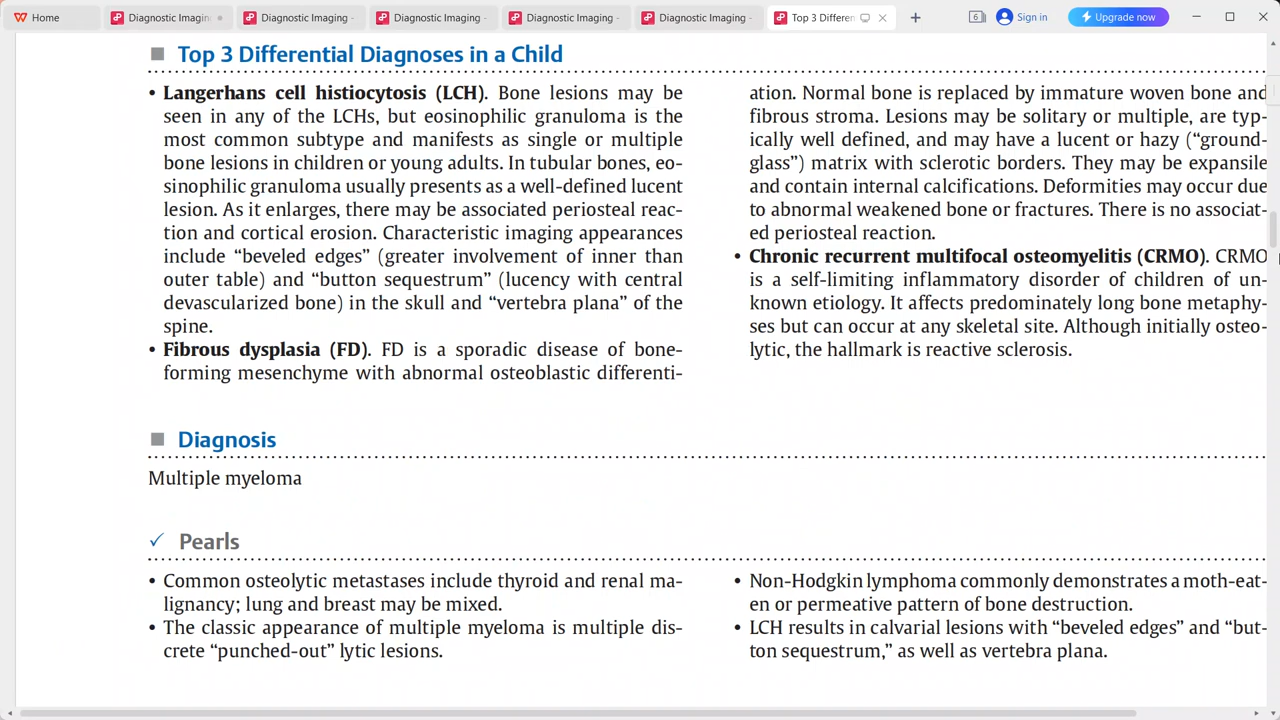 Home
Diagnostic Imaging
Diagnostic Imaging -
Diagnostic Imaging -
Diagnostic Imaging -
Diagnostic Imaging -
Top 3 Differen
6
Sign in
Upgrade now
Top 3 Differential Diagnoses in a Child
• Langerhans cell histiocytosis (LCH). Bone lesions may be
seen in any of the LCHs, but eosinophilic granuloma is the
most common subtype and manifests as single or multiple
bone lesions in children or young adults. In tubular bones, eo-
sinophilic granuloma usually presents as a well-defined lucent
lesion. As it enlarges, there may be associated periosteal reac-
tion and cortical erosion. Characteristic imaging appearances
include “beveled edges” (greater involvement of inner than
outer table) and “button sequestrum” (lucency with central
devascularized bone) in the skull and “vertebra plana” of the
spine.
• Fibrous dysplasia (FD). FD is a sporadic disease of bone-
forming mesenchyme with abnormal osteoblastic differenti-
ation. Normal bone is replaced by immature woven bone and
fibrous stroma. Lesions may be solitary or multiple, are typ-
ically well defined, and may have a lucent or hazy (“ground-
glass”) matrix with sclerotic borders. They may be expansile
and contain internal calcifications. Deformities may occur due
to abnormal weakened bone or fractures. There is no associat-
ed periosteal reaction.
• Chronic recurrent multifocal osteomyelitis (CRMO). CRMO
is a self-limiting inflammatory disorder of children of un-
known etiology. It affects predominately long bone metaphy-
ses but can occur at any skeletal site. Although initially osteo-
lytic, the hallmark is reactive sclerosis.
Diagnosis
Multiple myeloma
✓ Pearls
• Common osteolytic metastases include thyroid and renal ma-
lignancy; lung and breast may be mixed.
• The classic appearance of multiple myeloma is multiple dis-
crete “punched-out” lytic lesions.
• Non-Hodgkin lymphoma commonly demonstrates a moth-eat-
en or permeative pattern of bone destruction.
• LCH results in calvarial lesions with “beveled edges” and “but-
ton sequestrum,” as well as vertebra plana.